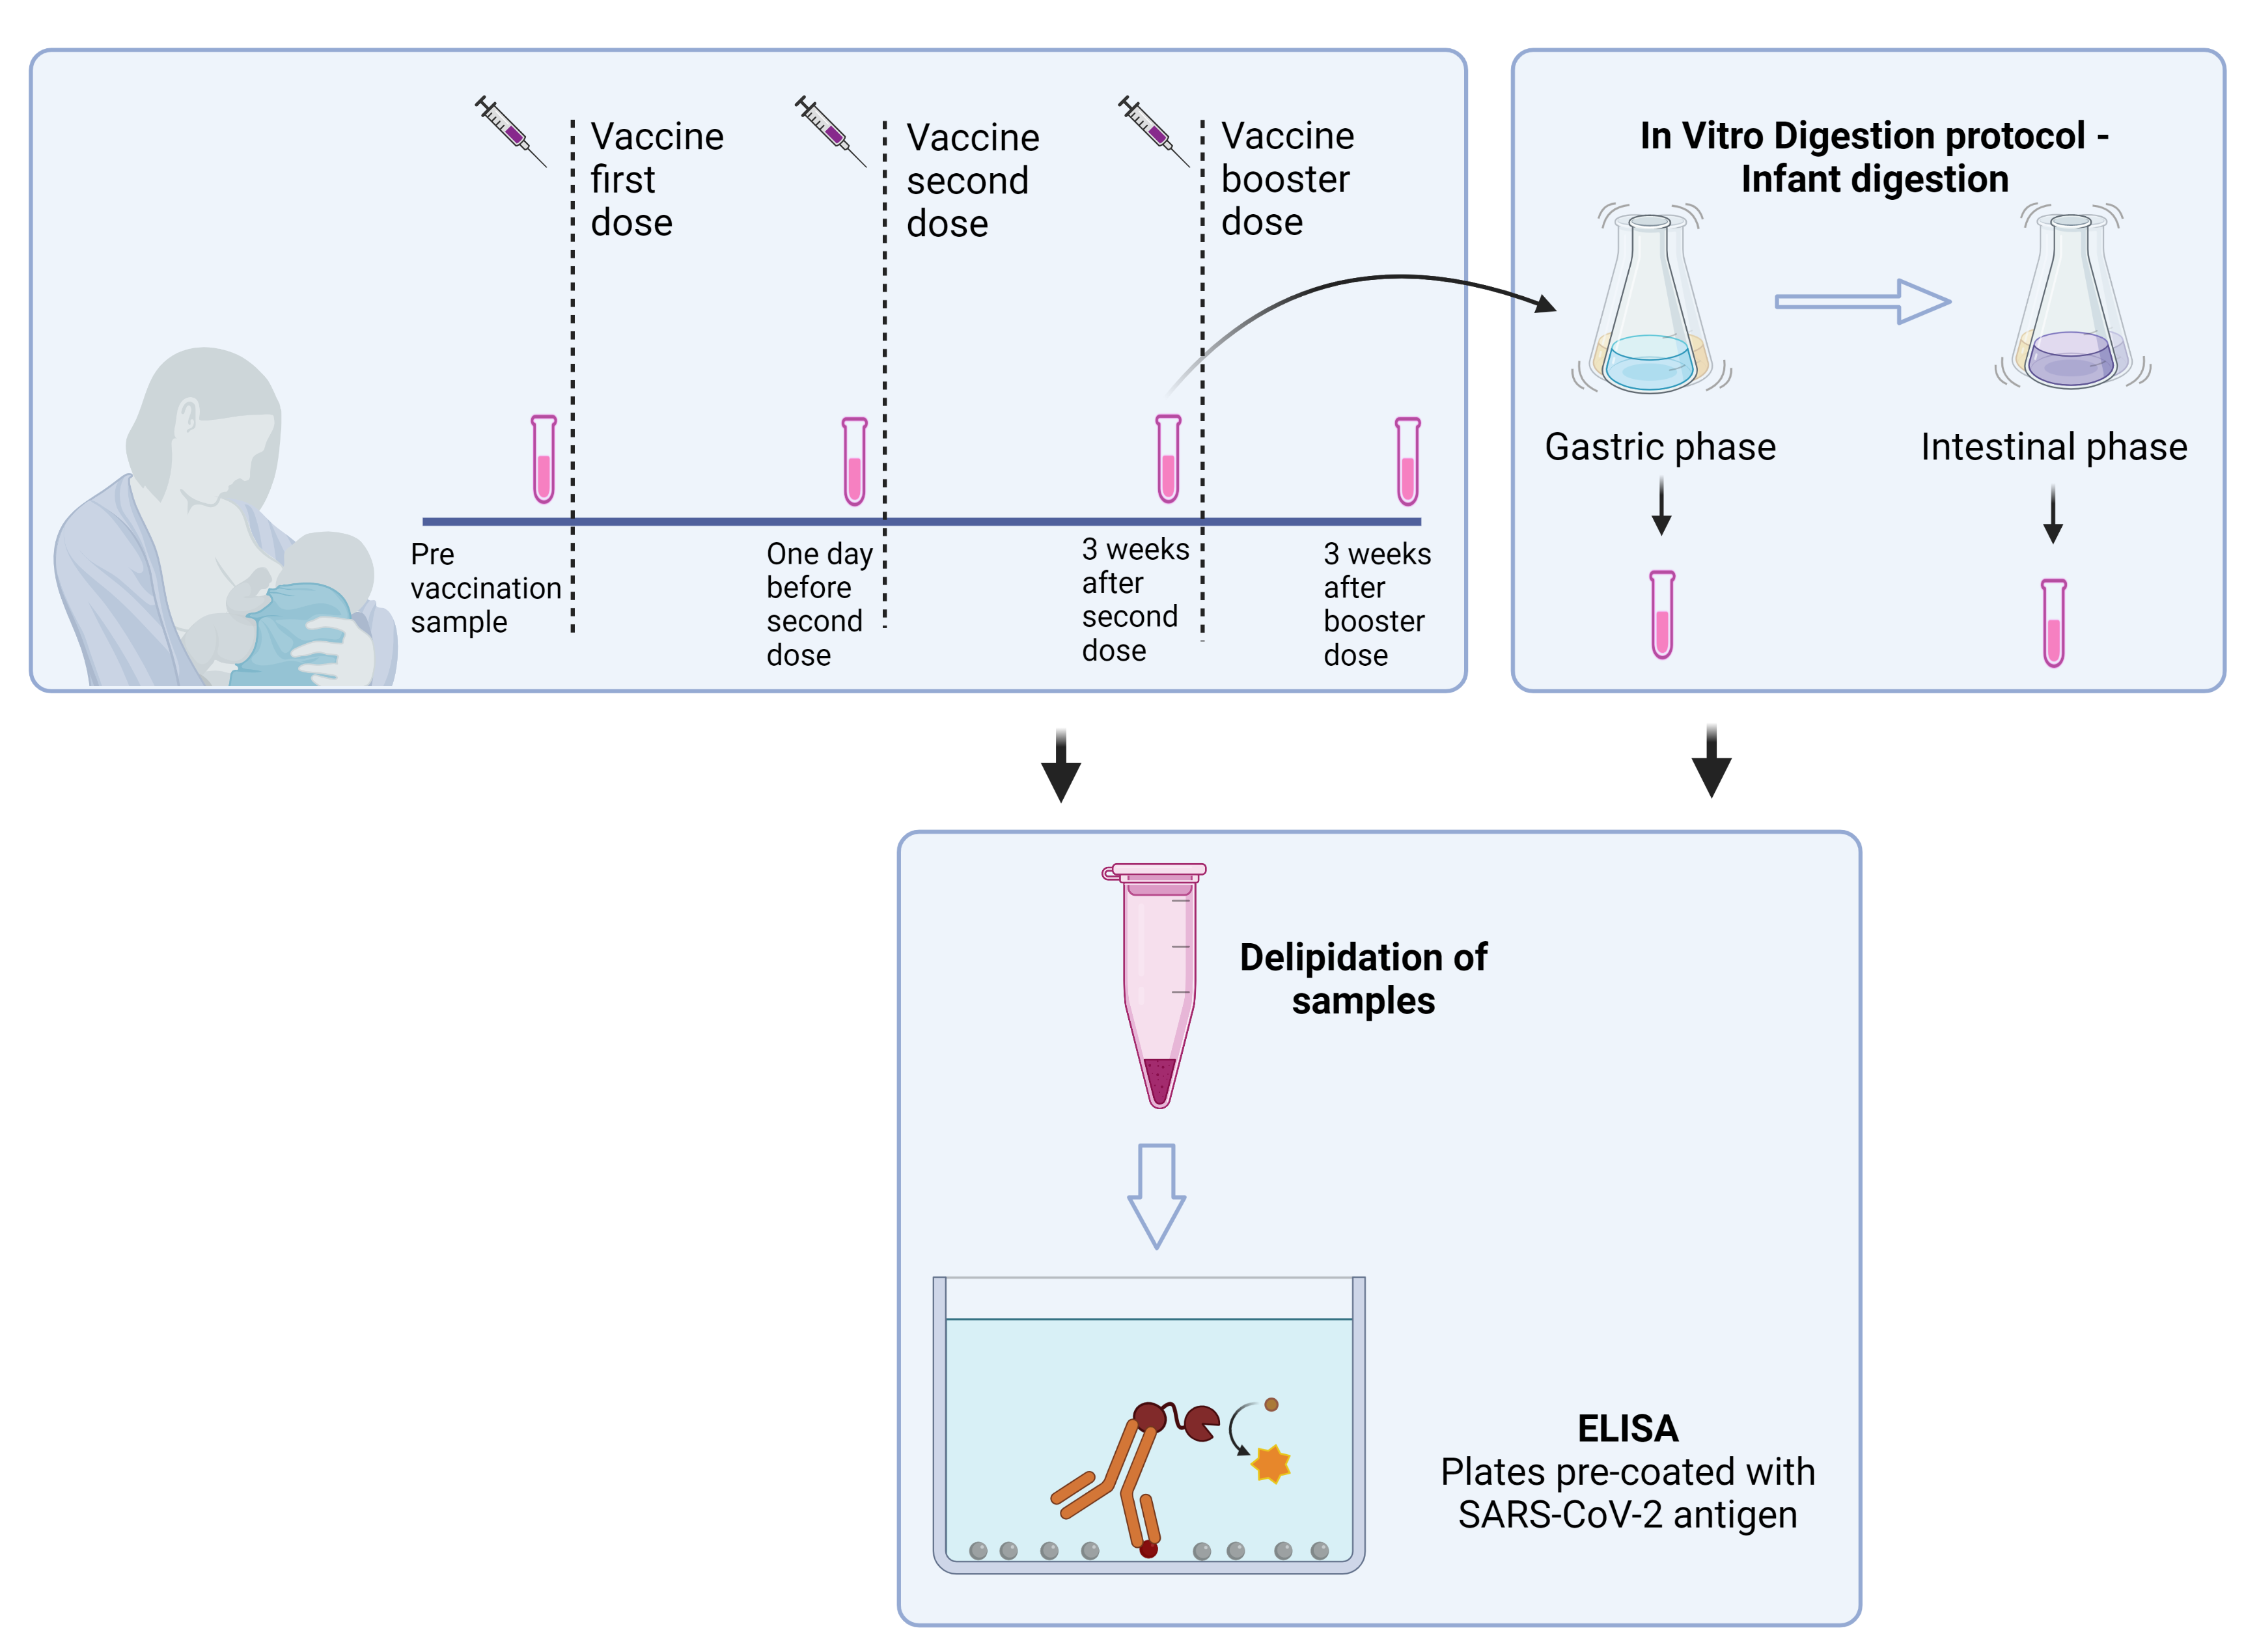 Vaccine
first
dose
Vaccine
second
dose
Vaccine
booster
dose
Pre
vaccination
sample
One day
before
second
dose
3 weeks
after
second
dose
3 weeks
after
booster
dose
In Vitro Digestion protocol -
Infant digestion
Gastric phase
Intestinal phase
Delipidation of
samples
ELISA
Plates pre-coated with
SARS-CoV-2 antigen